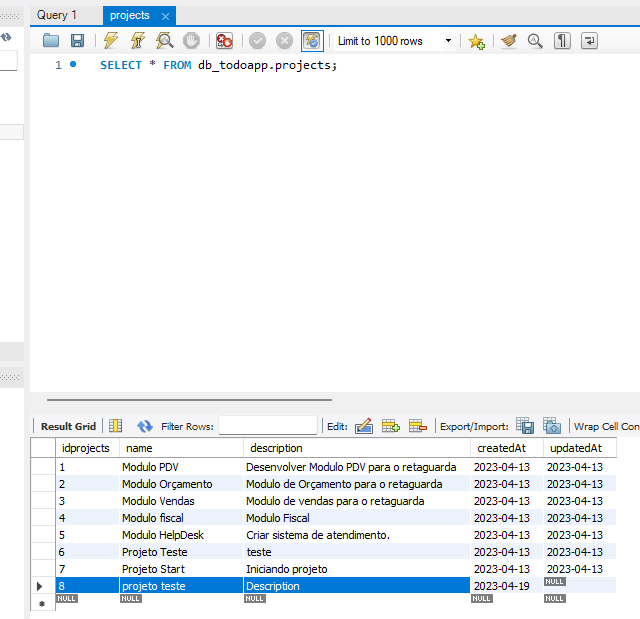 Query 1 projects
Limit to 1000 rows
1 SELECT * FROM db_todoapp.projects;
Result Grid Filter Rows: Edit: Export/Import: Wrap Cell Con
idprojects name description createdAt updatedAt
1 Modulo PDV Desenvolver Modulo PDV para o retaguarda 2023-04-13 2023-04-13
2 Modulo Orçamento Modulo de Orçamento para o retaguarda 2023-04-13 2023-04-13
3 Modulo Vendas Modulo de vendas para o retaguarda 2023-04-13 2023-04-13
4 Modulo fiscal Modulo Fiscal 2023-04-13 2023-04-13
5 Modulo HelpDesk Criar sistema de atendimento. 2023-04-13 2023-04-13
6 Projeto Teste teste 2023-04-13 2023-04-13
7 Projeto Start Iniciando projeto 2023-04-13 2023-04-13
8 projeto teste Description 2023-04-19 NULL
NULL NULL NULL NULL NULL